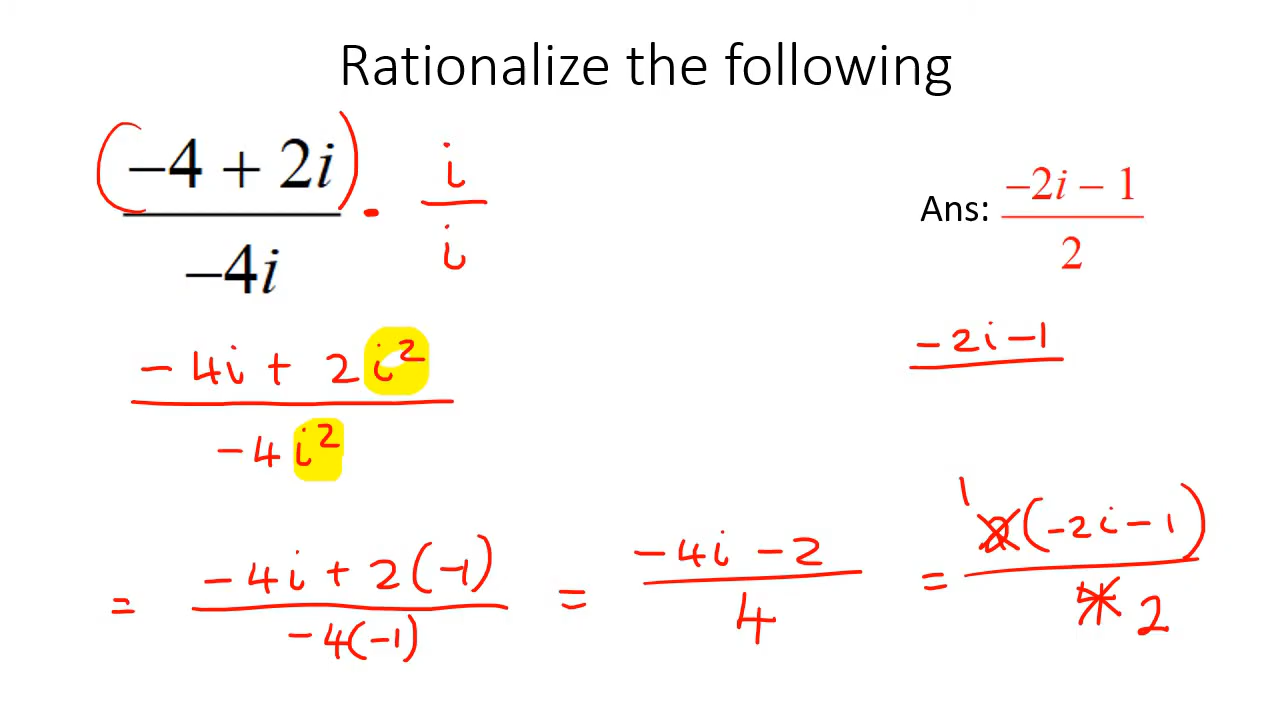 Rationalize the following
(−4 + 2i) / −4i · i / i
Ans: −2i − 1 / 2
−4i + 2i² / −4i²
−2i − 1
= −4i + 2(−1) / −4(−1) = −4i − 2 / 4 = 1 2(−2i − 1) / 4 2